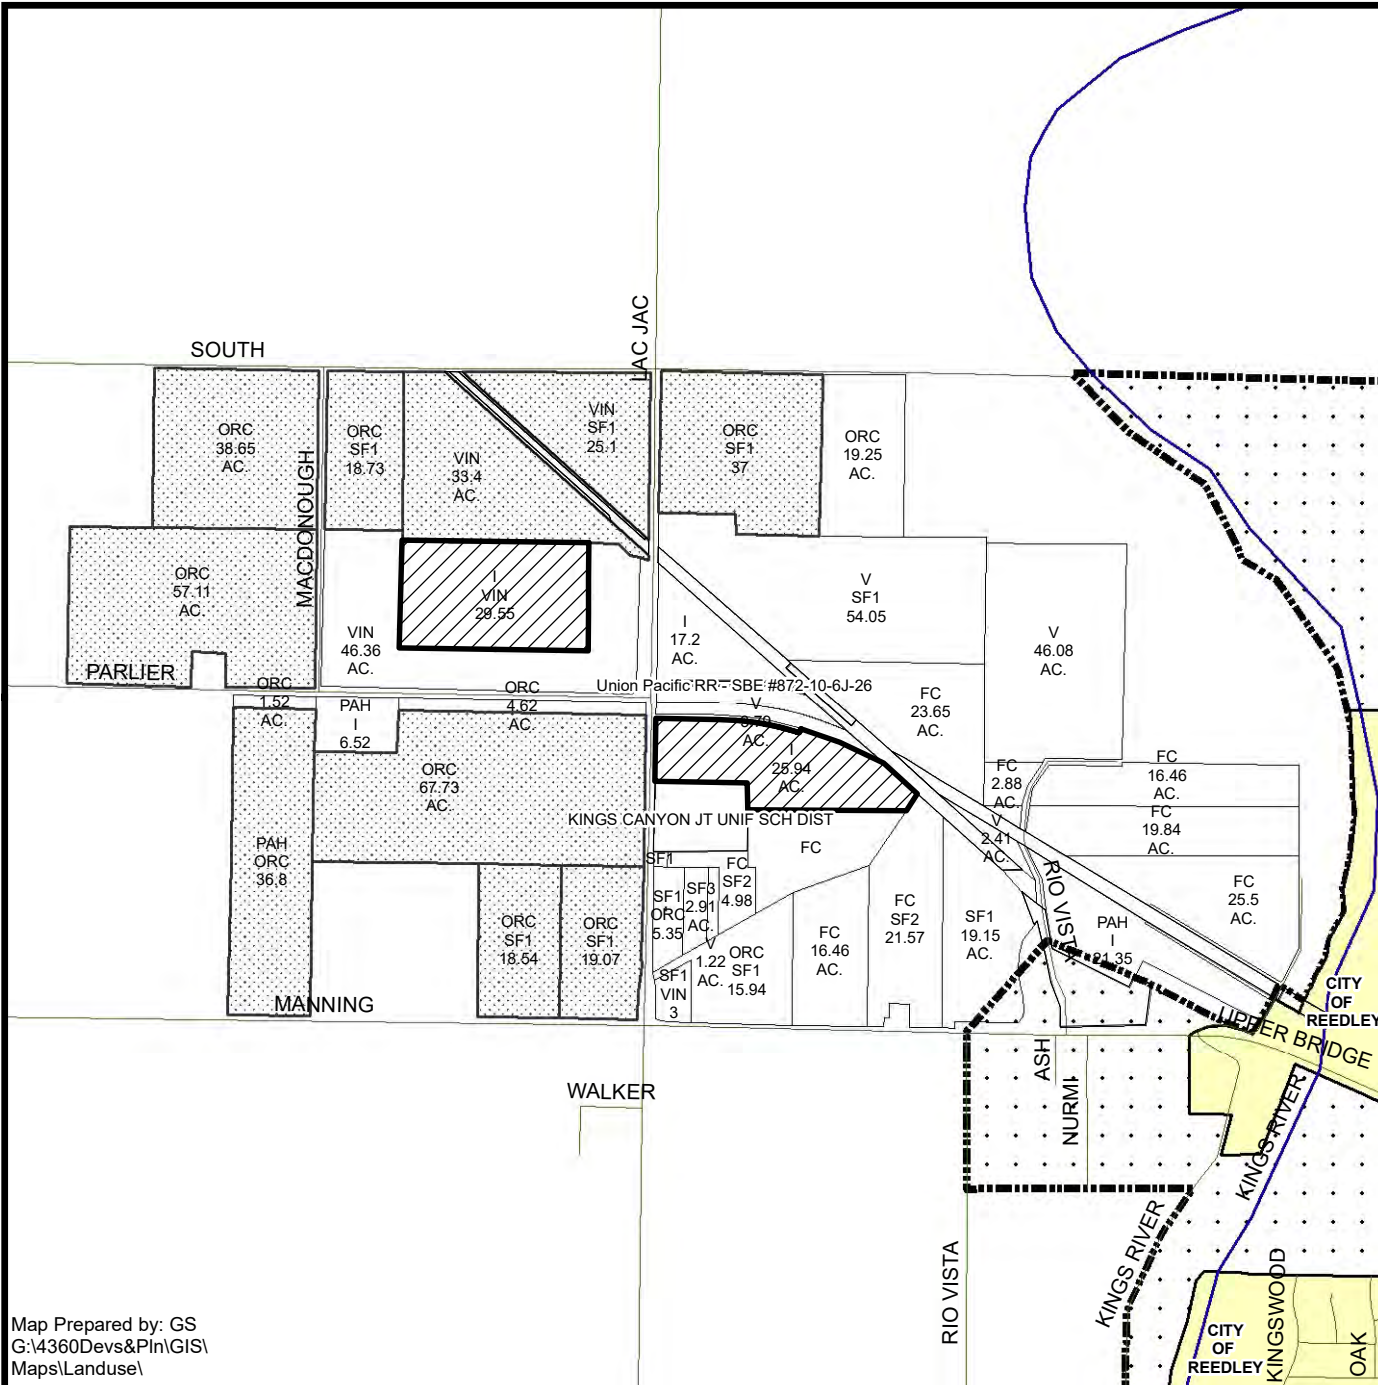 SOUTH
LAC JAC
MACDONOUGH
ORC
38.65
AC.
ORC
SF1
18.73
VIN
33.4
AC.
VIN
SF1
25.1
ORC
SF1
37
ORC
19.25
AC.
ORC
57.11
AC.
VIN
46.36
AC.
I
VIN
29.55
I
17.2
AC.
V
SF1
54.05
V
46.08
AC.
PARLIER
ORC
1.52
AC.
PAH
I
6.52
ORC
4.62
AC.
Union Pacific RR - SBE #872-10-6J-26
V
AC.
FC
23.65
AC.
I
25.94
AC.
ORC
67.73
AC.
FC
2.88
AC.
FC
16.46
AC.
FC
19.84
AC.
V
2.41
AC.
KINGS CANYON JT UNIF SCH DIST
PAH
ORC
36.8
SF1
FC
FC
SF2
4.98
SF1
ORC
5.35
SF3
2.91
AC.
V
1.22
AC.
ORC
SF1
15.94
FC
16.46
AC.
FC
SF2
21.57
SF1
19.15
AC.
RIO VISTA
PAH
I
21.35
FC
25.5
AC.
ORC
SF1
18.54
ORC
SF1
19.07
SF1
VIN
3
MANNING
CITY
OF
REEDLEY
UPPER BRIDGE
WALKER
ASH
NURMI
KINGS RIVER
KINGS RIVER
RIO VISTA
KINGSWOOD
OAK
CITY
OF
REEDLEY
Map Prepared by: GS
G:\4360Devs&Pln\GIS\
Maps\Landuse\